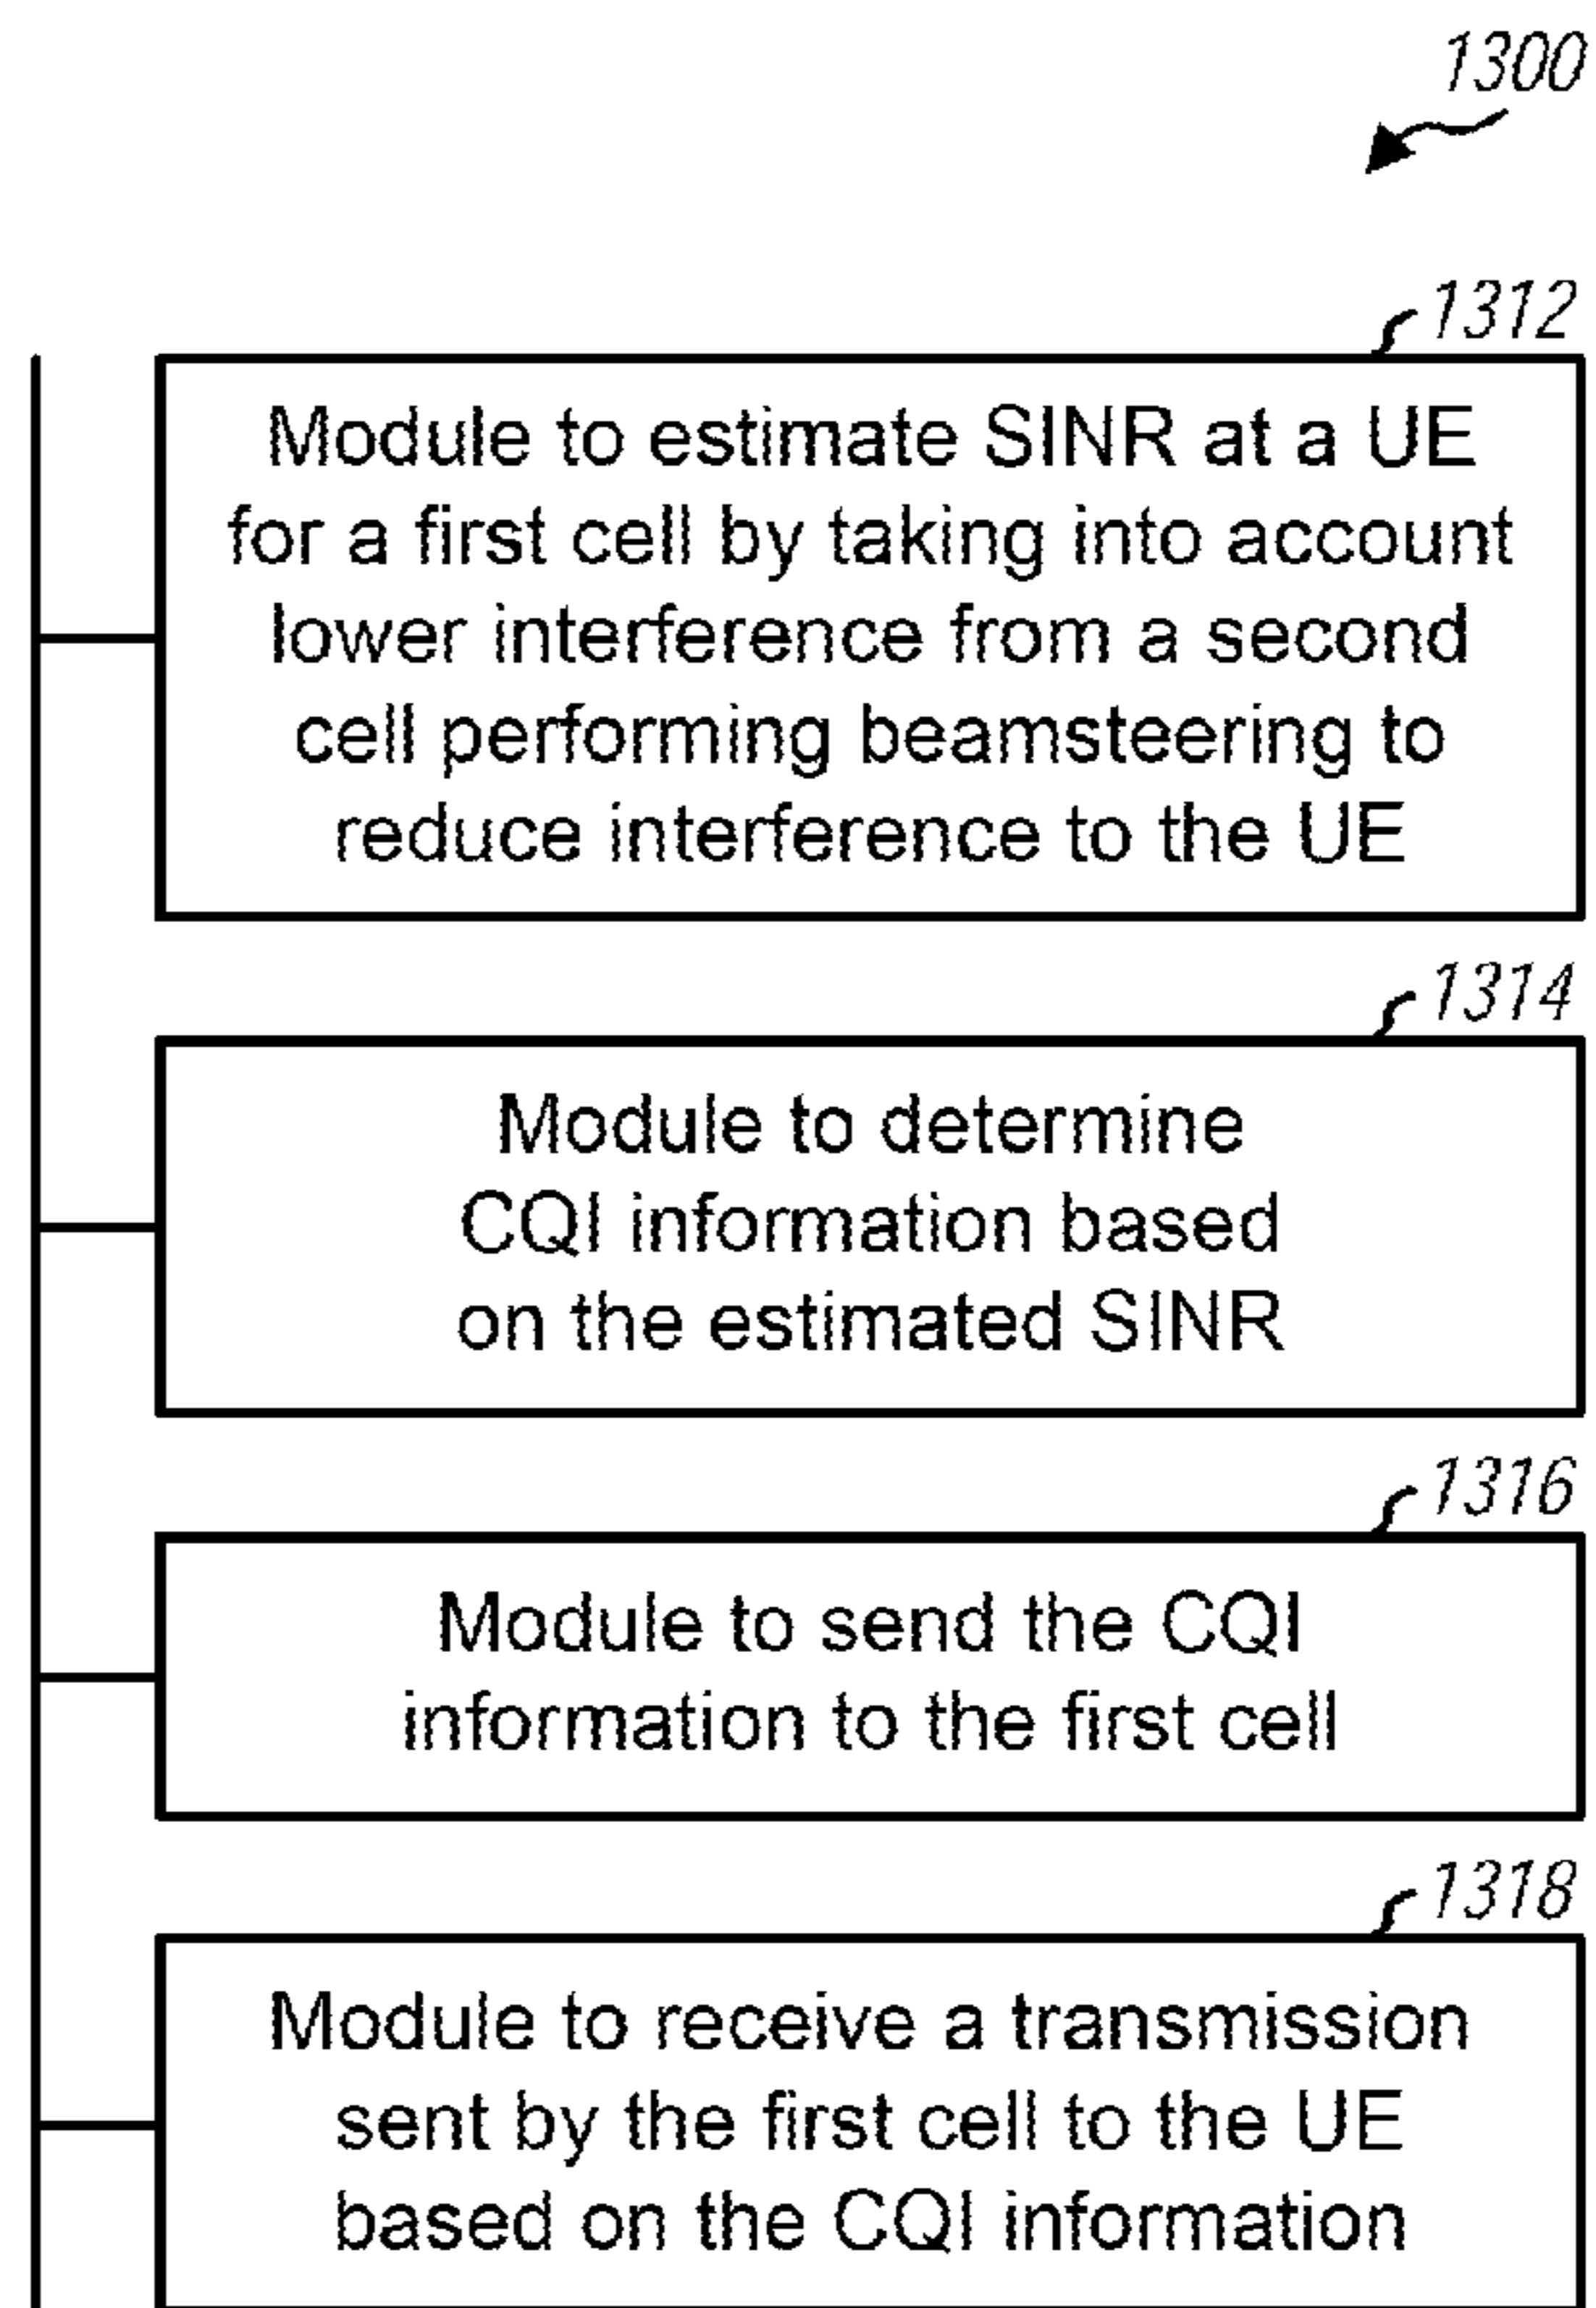 1300
1312
Module to estimate SINR at a UE
for a first cell by taking into account
lower interference from a second
cell performing beamsteering to
reduce interference to the UE
1314
Module to determine
CQI information based
on the estimated SINR
1316
Module to send the CQI
information to the first cell
1318
Module to receive a transmission
sent by the first cell to the UE
based on the CQI information